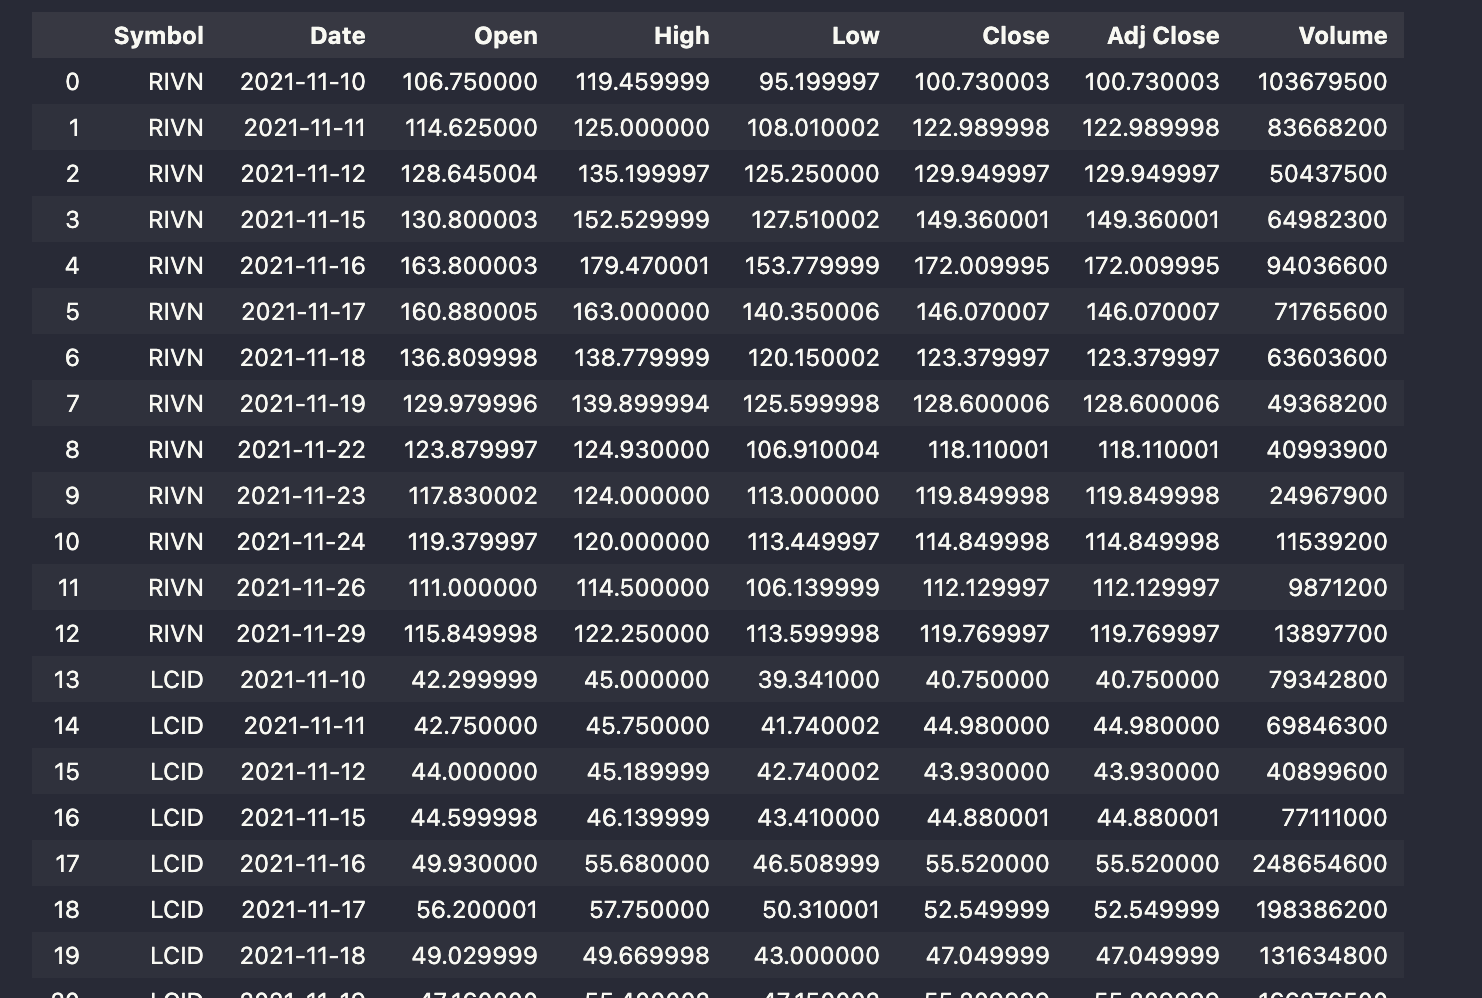 Symbol Date Open High Low Close Adj Close Volume
0 RIVN 2021-11-10 106.750000 119.459999 95.199997 100.730003 100.730003 103679500
1 RIVN 2021-11-11 114.625000 125.000000 108.010002 122.989998 122.989998 83668200
2 RIVN 2021-11-12 128.645004 135.199997 125.250000 129.949997 129.949997 50437500
3 RIVN 2021-11-15 130.800003 152.529999 127.510002 149.360001 149.360001 64982300
4 RIVN 2021-11-16 163.800003 179.470001 153.779999 172.009995 172.009995 94036600
5 RIVN 2021-11-17 160.880005 163.000000 140.350006 146.070007 146.070007 71765600
6 RIVN 2021-11-18 136.809998 138.779999 120.150002 123.379997 123.379997 63603600
7 RIVN 2021-11-19 129.979996 139.899994 125.599998 128.600006 128.600006 49368200
8 RIVN 2021-11-22 123.879997 124.930000 106.910004 118.110001 118.110001 40993900
9 RIVN 2021-11-23 117.830002 124.000000 113.000000 119.849998 119.849998 24967900
10 RIVN 2021-11-24 119.379997 120.000000 113.449997 114.849998 114.849998 11539200
11 RIVN 2021-11-26 111.000000 114.500000 106.139999 112.129997 112.129997 9871200
12 RIVN 2021-11-29 115.849998 122.250000 113.599998 119.769997 119.769997 13897700
13 LCID 2021-11-10 42.299999 45.000000 39.341000 40.750000 40.750000 79342800
14 LCID 2021-11-11 42.750000 45.750000 41.740002 44.980000 44.980000 69846300
15 LCID 2021-11-12 44.000000 45.189999 42.740002 43.930000 43.930000 40899600
16 LCID 2021-11-15 44.599998 46.139999 43.410000 44.880001 44.880001 77111000
17 LCID 2021-11-16 49.930000 55.680000 46.508999 55.520000 55.520000 248654600
18 LCID 2021-11-17 56.200001 57.750000 50.310001 52.549999 52.549999 198386200
19 LCID 2021-11-18 49.029999 49.669998 43.000000 47.049999 47.049999 131634800